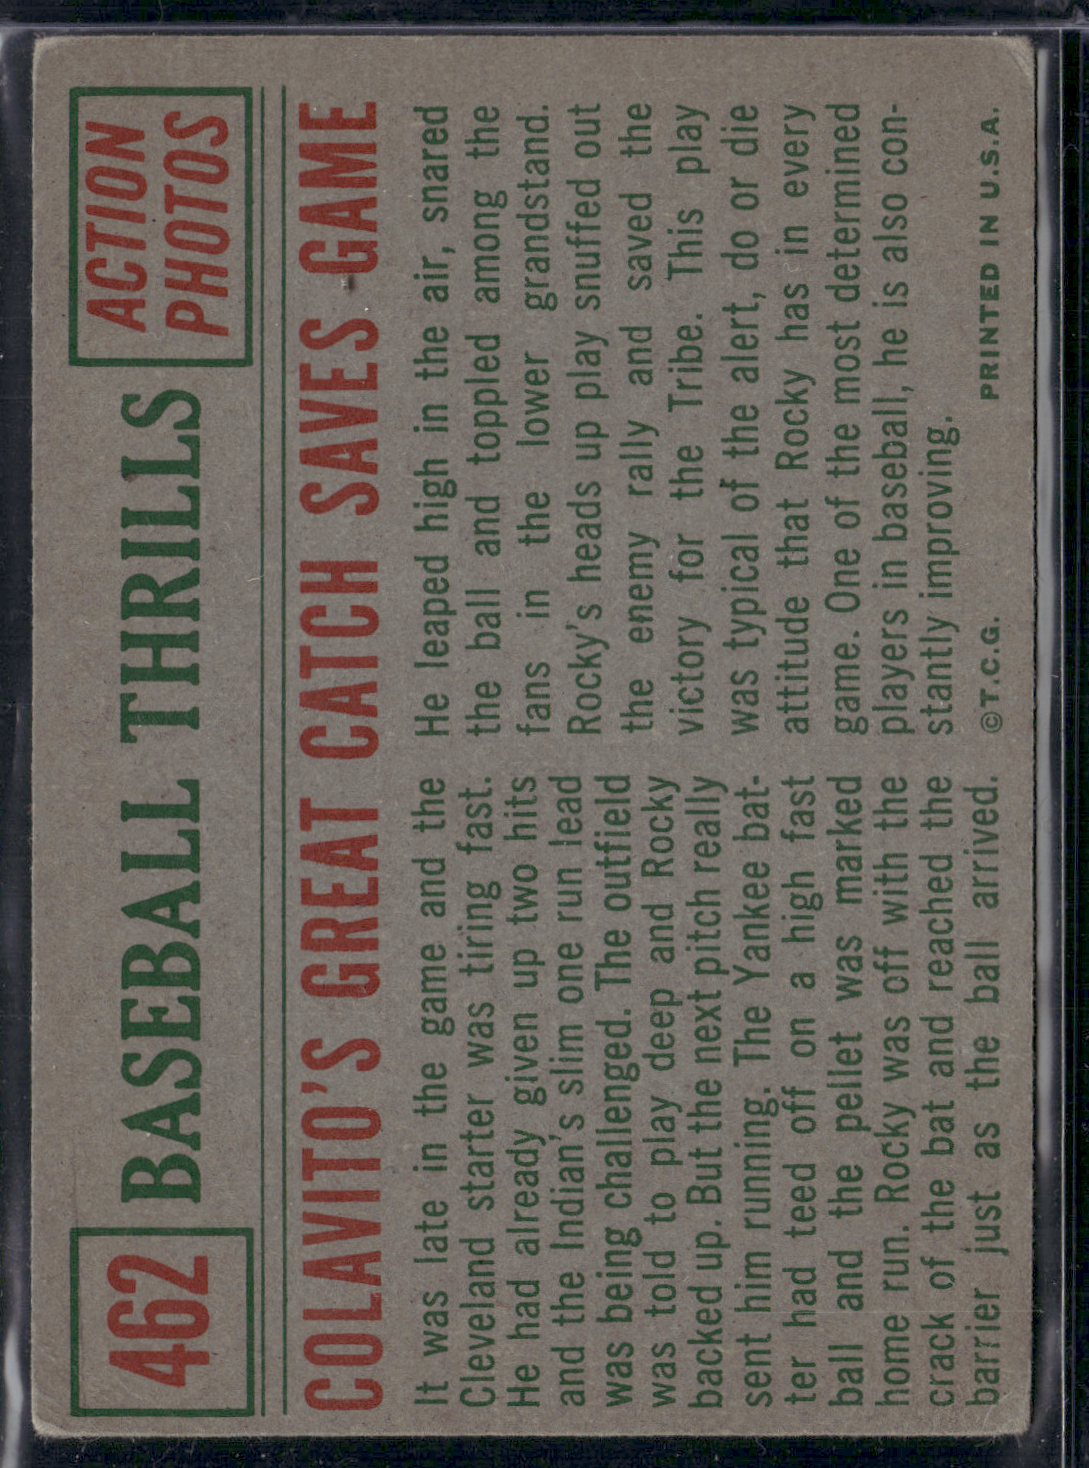 462
BASEBALL THRILLS
ACTION
PHOTOS
COLAVITO'S GREAT CATCH SAVES GAME
It was late in the game and the
Cleveland starter was tiring fast.
He had already given up two hits
and the Indian's slim one run lead
was being challenged. The outfield
was told to play deep and Rocky
backed up. But the next pitch really
sent him running. The Yankee bat-
ter had teed off on a high fast
ball and the pellet was marked
home run. Rocky was off with the
crack of the bat and reached the
barrier just as the ball arrived.
He leaped high in the air, snared
the ball and toppled among the
fans in the lower grandstand.
Rocky's heads up play snuffed out
the enemy rally and saved the
victory for the Tribe. This play
was typical of the alert, do or die
attitude that Rocky has in every
game. One of the most determined
players in baseball, he is also con-
stantly improving.
©T.C.G. PRINTED IN U.S.A.